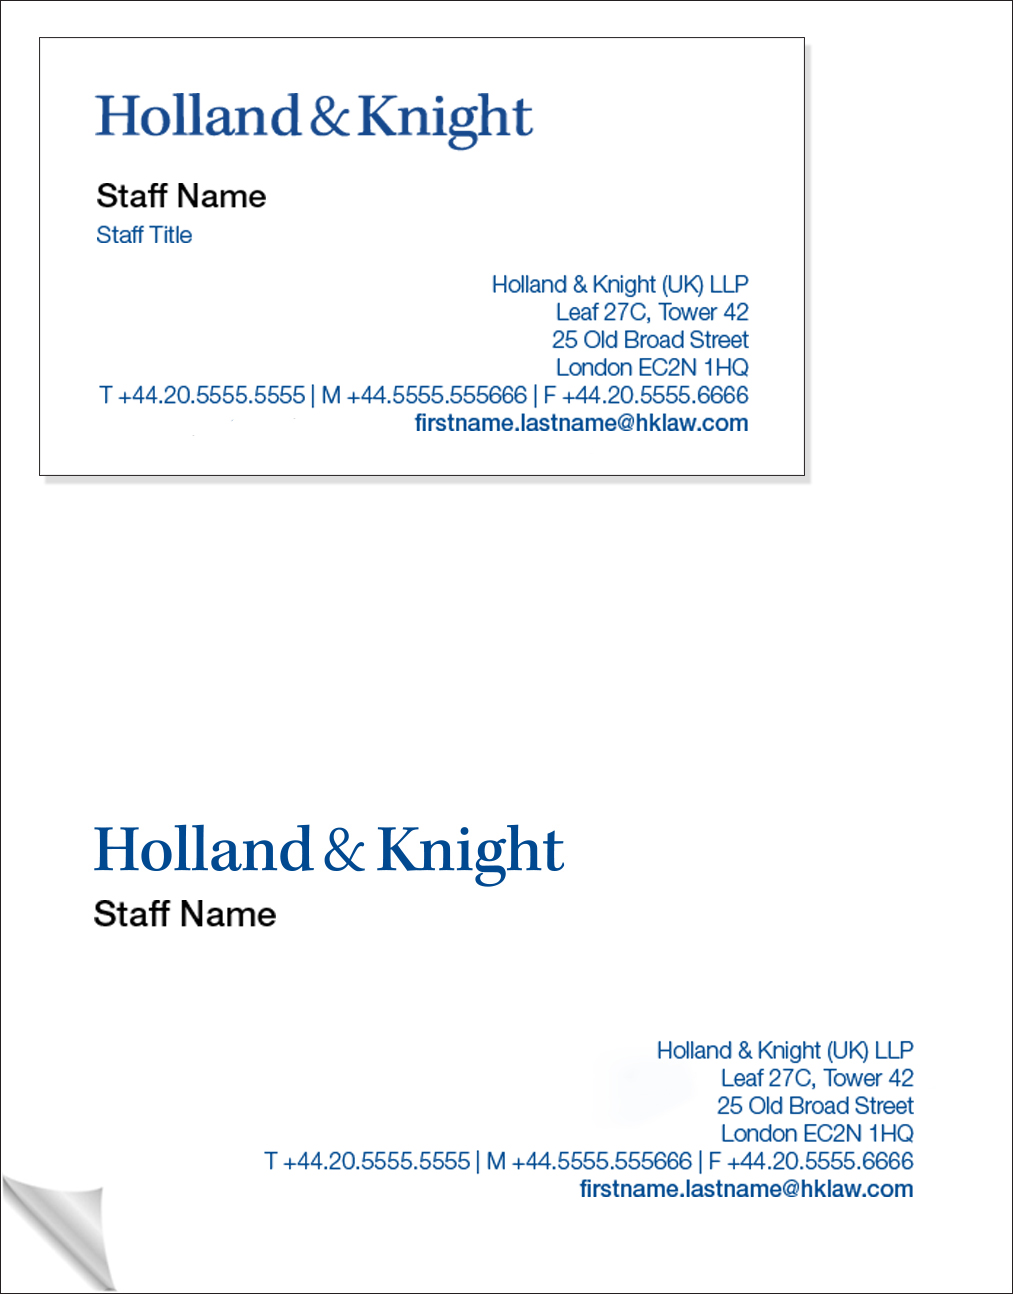 Holland & Knight
Staff Name
Staff Title
Holland & Knight (UK) LLP
Leaf 27C, Tower 42
25 Old Broad Street
London EC2N 1HQ
T +44.20.5555.5555 | M +44.5555.555666 | F +44.20.5555.6666
firstname.lastname@hklaw.com
Holland & Knight
Staff Name
Holland & Knight (UK) LLP
Leaf 27C, Tower 42
25 Old Broad Street
London EC2N 1HQ
T +44.20.5555.5555 | M +44.5555.555666 | F +44.20.5555.6666
firstname.lastname@hklaw.com